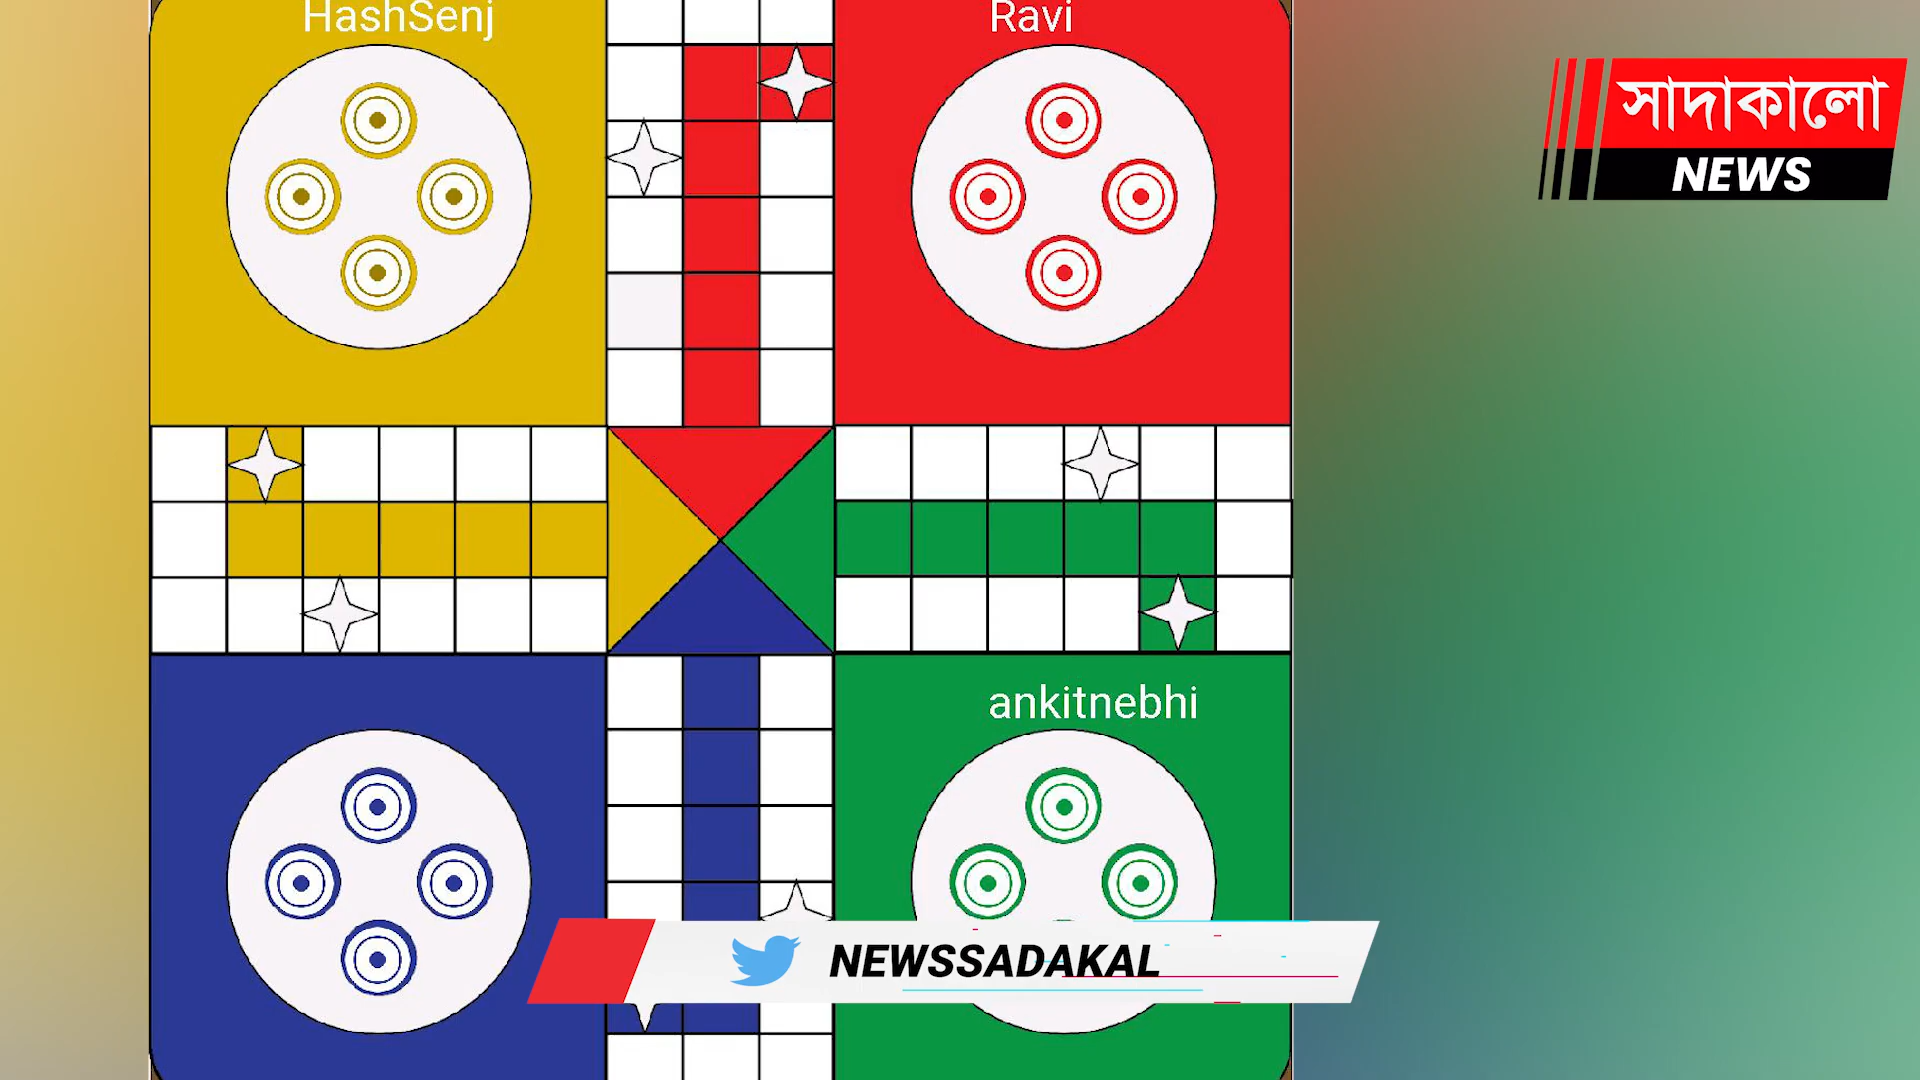 HashSenj
Ravi
সাদাকালো
NEWS
ankitnebhi
NEWSSADAKAL